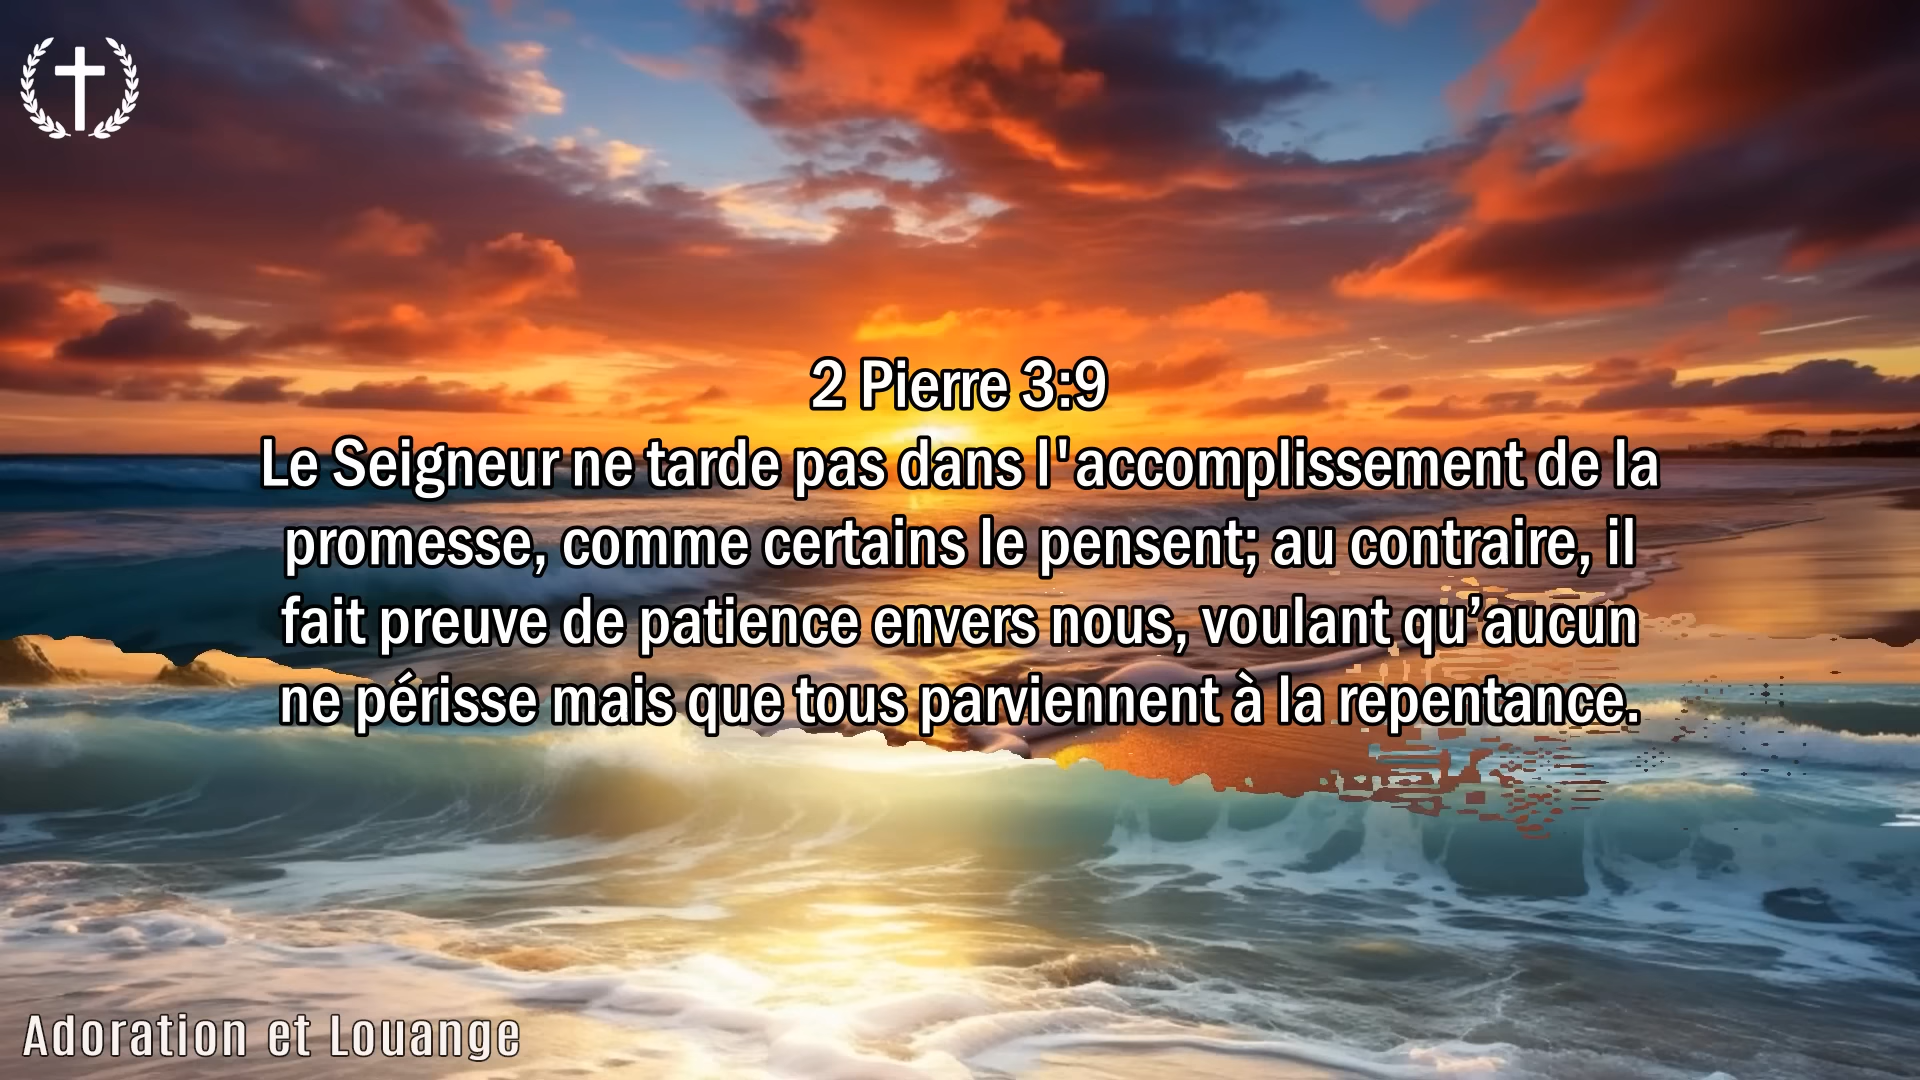 2 Pierre 3:9
Le Seigneur ne tarde pas dans l'accomplissement de la
promesse, comme certains le pensent; au contraire, il
fait preuve de patience envers nous, voulant qu’aucun
ne périsse mais que tous parviennent à la repentance.
Adoration et Louange